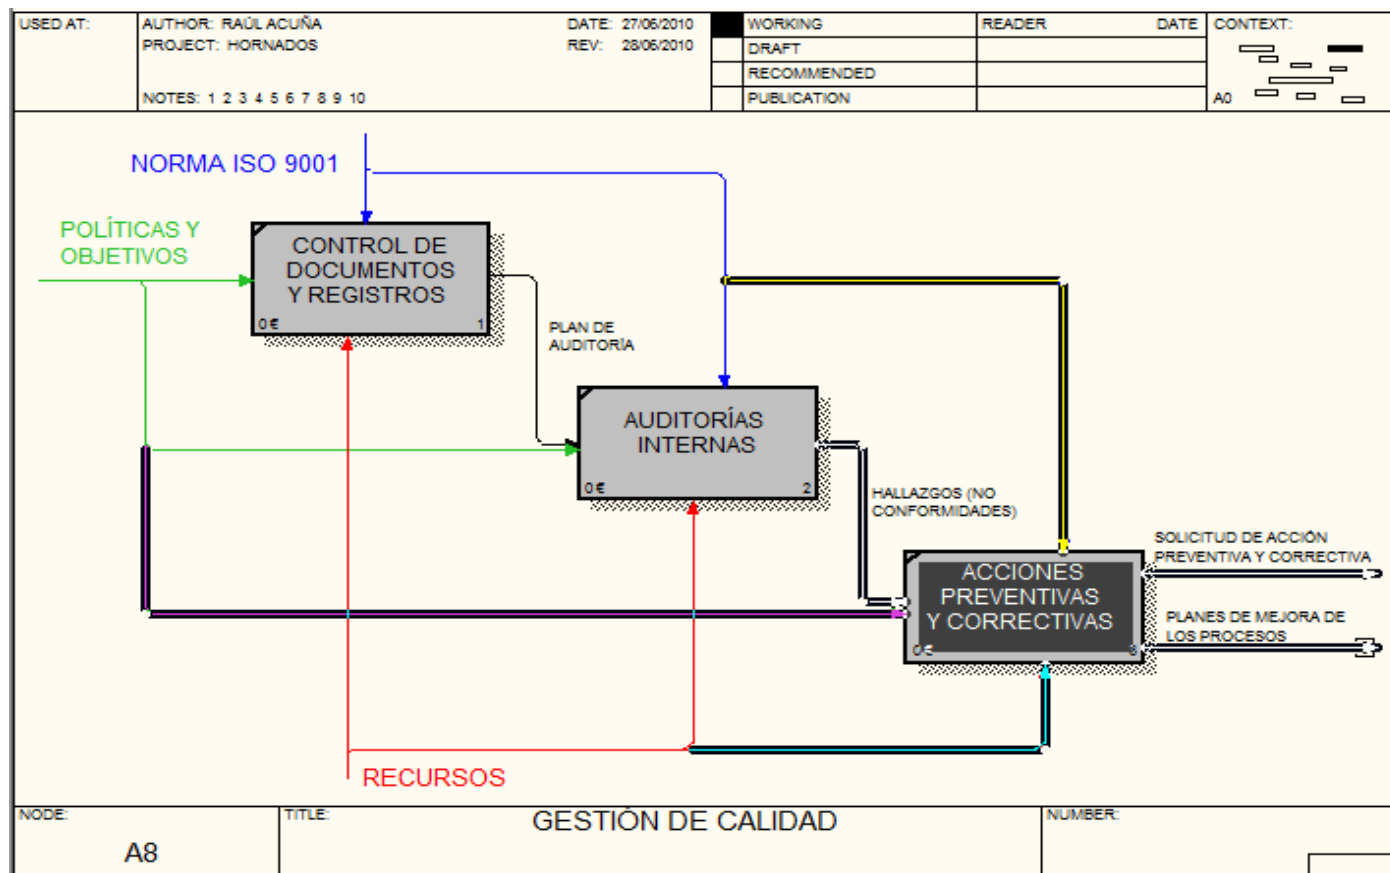 USED AT:
AUTHOR: RAÚL ACUÑA
DATE: 27/06/2010
PROJECT: HORNADOS
REV: 28/06/2010
NOTES: 1 2 3 4 5 6 7 8 9 10
WORKING
DRAFT
RECOMMENDED
PUBLICATION
READER
DATE
CONTEXT:
A0
NORMA ISO 9001
POLÍTICAS Y
OBJETIVOS
CONTROL DE
DOCUMENTOS
Y REGISTROS
0 €
1
PLAN DE
AUDITORÍA
AUDITORÍAS
INTERNAS
0 €
2
HALLAZGOS (NO
CONFORMIDADES)
ACCIONES
PREVENTIVAS
Y CORRECTIVAS
0 €
3
SOLICITUD DE ACCIÓN
PREVENTIVA Y CORRECTIVA
PLANES DE MEJORA DE
LOS PROCESOS
RECURSOS
NODE:
A8
TITLE:
GESTIÓN DE CALIDAD
NUMBER: